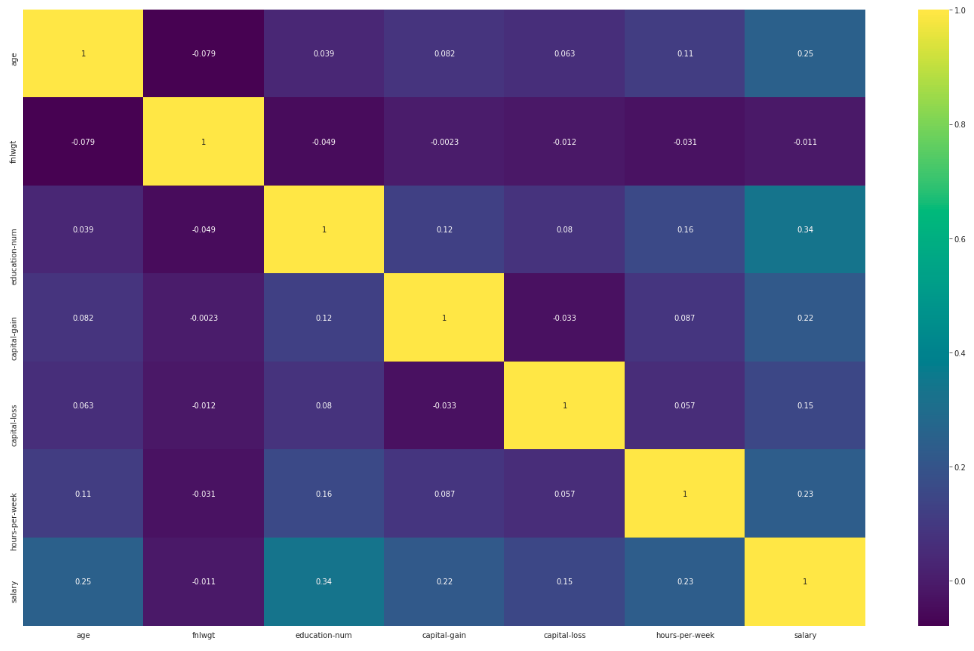 age 1 -0.079 0.039 0.082 0.063 0.11 0.25
fnlwgt -0.079 1 -0.049 -0.0023 -0.012 -0.031 -0.011
education-num 0.039 -0.049 1 0.12 0.08 0.16 0.34
capital-gain 0.082 -0.0023 0.12 1 -0.033 0.087 0.22
capital-loss 0.063 -0.012 0.08 -0.033 1 0.057 0.15
hours-per-week 0.11 -0.031 0.16 0.087 0.057 1 0.23
salary 0.25 -0.011 0.34 0.22 0.15 0.23 1
age fnlwgt education-num capital-gain capital-loss hours-per-week salary
1.0
0.8
0.6
0.4
0.2
0.0